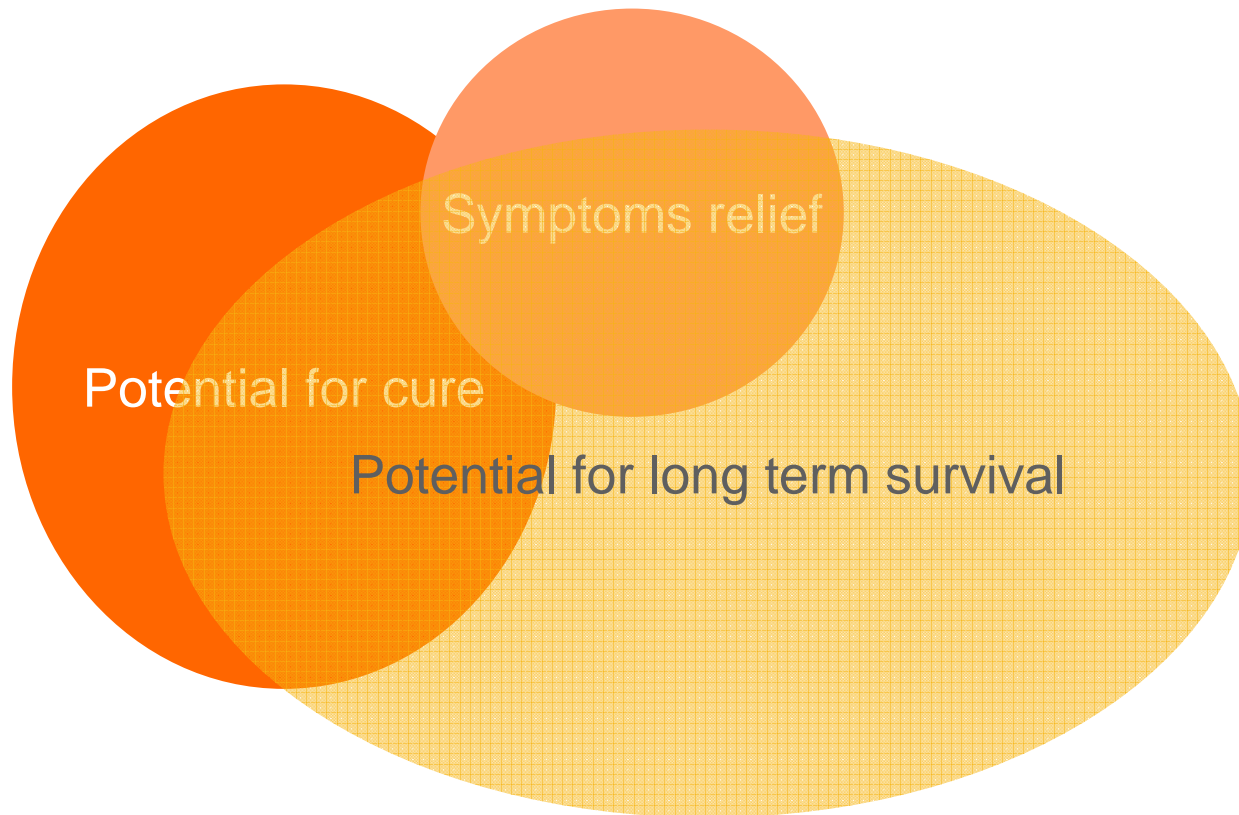 Symptoms relief
Potential for cure
Potential for long term survival